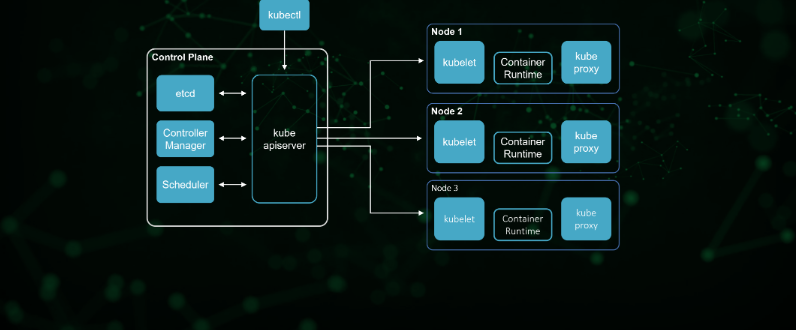 kubectl
Control Plane
etcd
Controller
Manager
Scheduler
kube
apiserver
Node 1
kubelet
Container
Runtime
kube
proxy
Node 2
kubelet
Container
Runtime
kube
proxy
Node 3
kubelet
Container
Runtime
kube
proxy